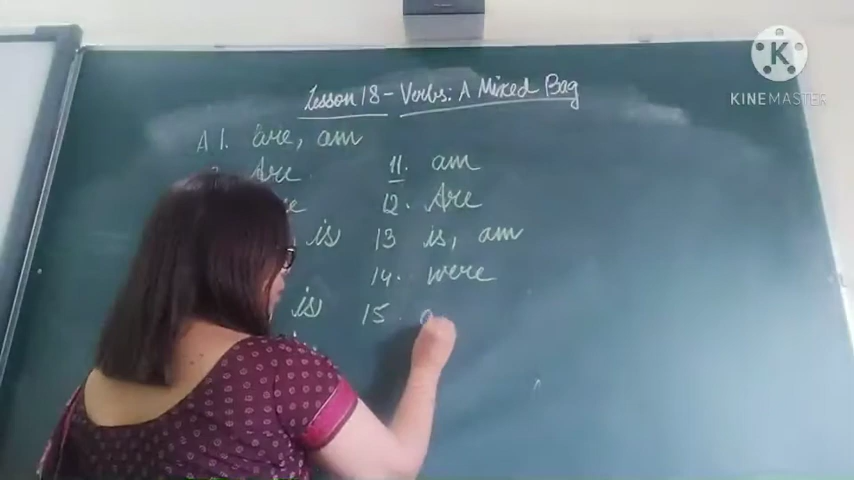 Lesson 18 - Verbs: A Mixed Bag
A 1. are, am
Are
is
is
11. am
12. Are
13 is, am
14. were
15.
K
KINEMASTER